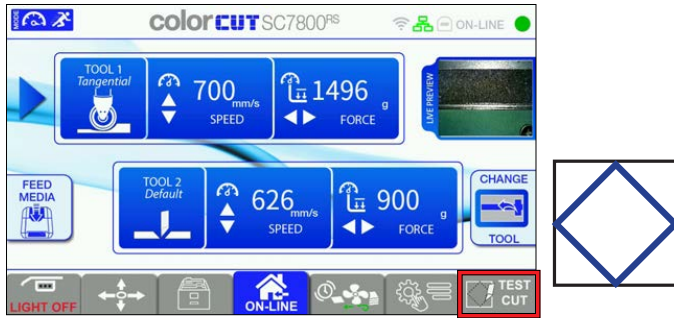 MODE
colorCUT SC7800RS
ON-LINE
TOOL 1
Tangential
700 mm/s
SPEED
1496 g
FORCE
LIVE PREVIEW
FEED
MEDIA
TOOL 2
Default
626 mm/s
SPEED
900 g
FORCE
CHANGE
TOOL
LIGHT OFF
ON-LINE
TEST
CUT